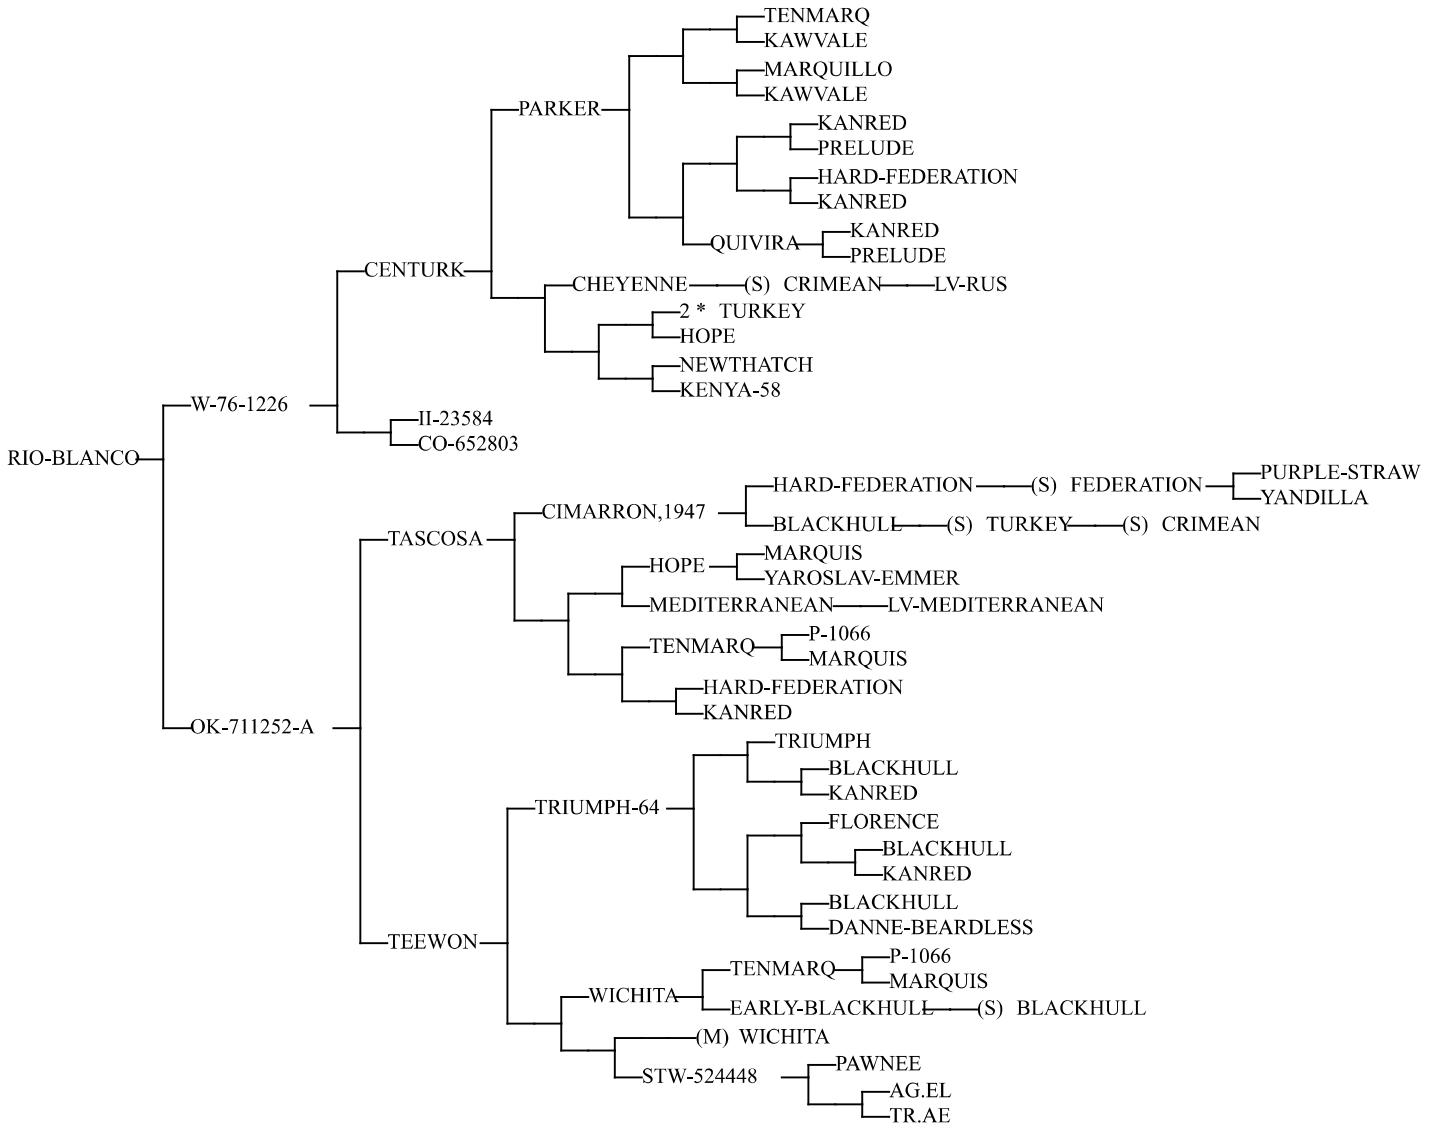 TENMARQ
KAWVALE
MARQUILLO
KAWVALE
PARKER
KANRED
PRELUDE
HARD-FEDERATION
KANRED
KANRED
QUIVIRA
PRELUDE
CENTURK
CHEYENNE (S) CRIMEAN LV-RUS
2 * TURKEY
HOPE
NEWTHATCH
KENYA-58
W-76-1226
II-23584
CO-652803
RIO-BLANCO
PURPLE-STRAW
HARD-FEDERATION (S) FEDERATION
YANDILLA
CIMARRON,1947
BLACKHULL (S) TURKEY (S) CRIMEAN
TASCOSA
MARQUIS
HOPE
YAROSLAV-EMMER
MEDITERRANEAN LV-MEDITERRANEAN
P-1066
TENMARQ
MARQUIS
HARD-FEDERATION
KANRED
OK-711252-A
TRIUMPH
BLACKHULL
KANRED
TRIUMPH-64
FLORENCE
BLACKHULL
KANRED
BLACKHULL
DANNE-BEARDLESS
TEEWON
P-1066
TENMARQ
MARQUIS
WICHITA
EARLY-BLACKHULL (S) BLACKHULL
(M) WICHITA
PAWNEE
STW-524448
AG.EL
TR.AE